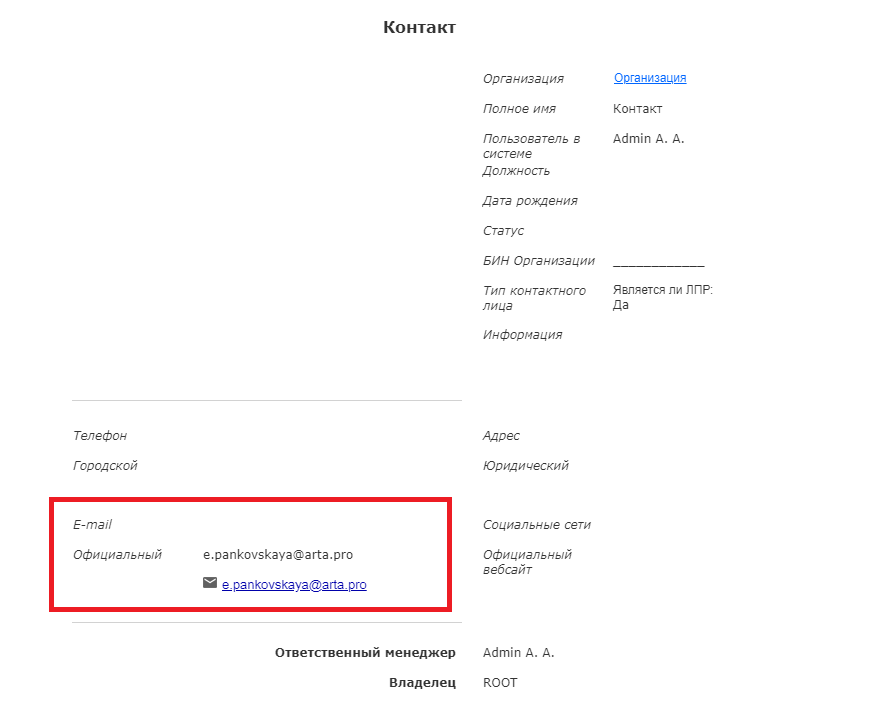 Контакт
Организация Организация
Полное имя Контакт
Пользователь в Admin A. A.
системе
Должность
Дата рождения
Статус
БИН Организации ____________
Тип контактного Является ли ЛПР:
лица Да
Информация
Телефон Адрес
Городской Юридический
E-mail Социальные сети
Официальный e.pankovskaya@arta.pro Официальный
вебсайт
e.pankovskaya@arta.pro
Ответственный менеджер Admin A. A.
Владелец ROOT